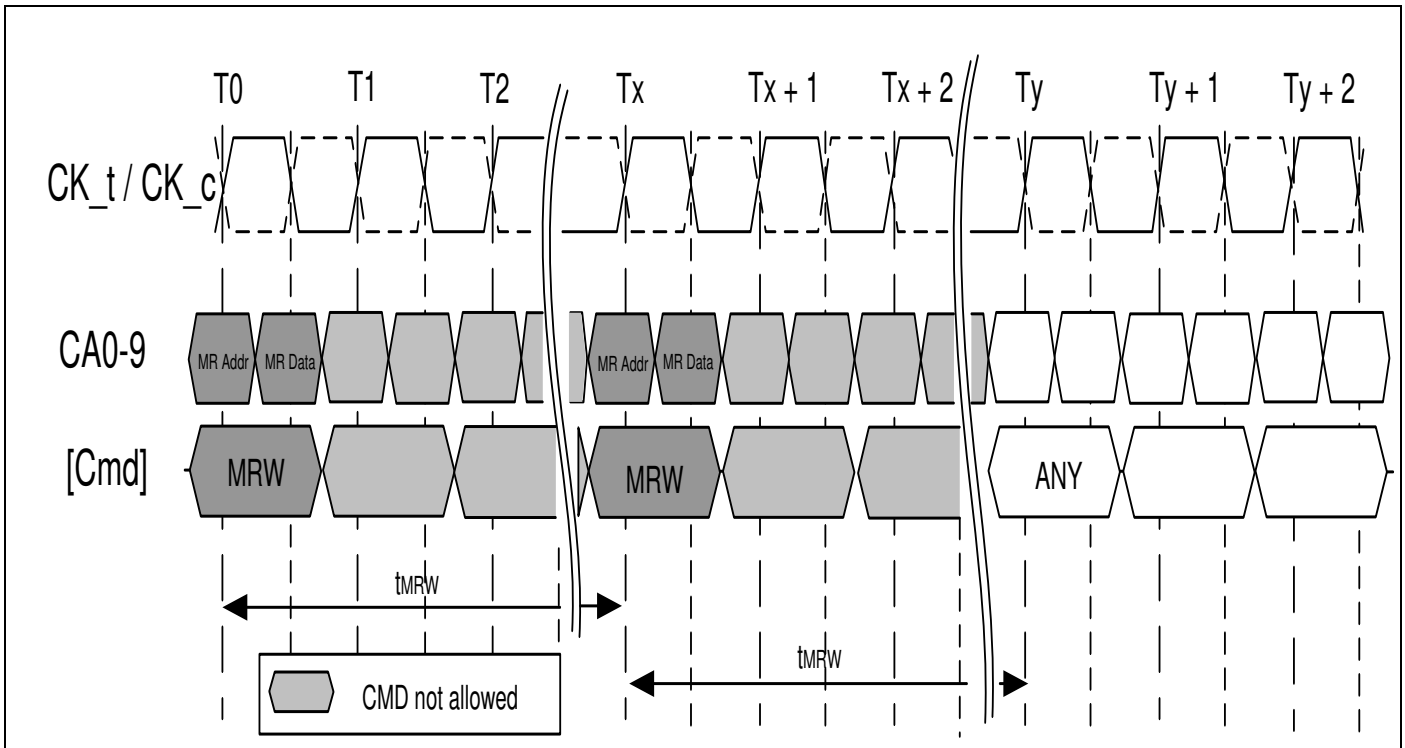 T0 T1 T2 Tx Tx + 1 Tx + 2 Ty Ty + 1 Ty + 2
CK_t / CK_c
CA0-9 MR Addr MR Data MR Addr MR Data
[Cmd] MRW MRW ANY
tMRW
tMRW
CMD not allowed